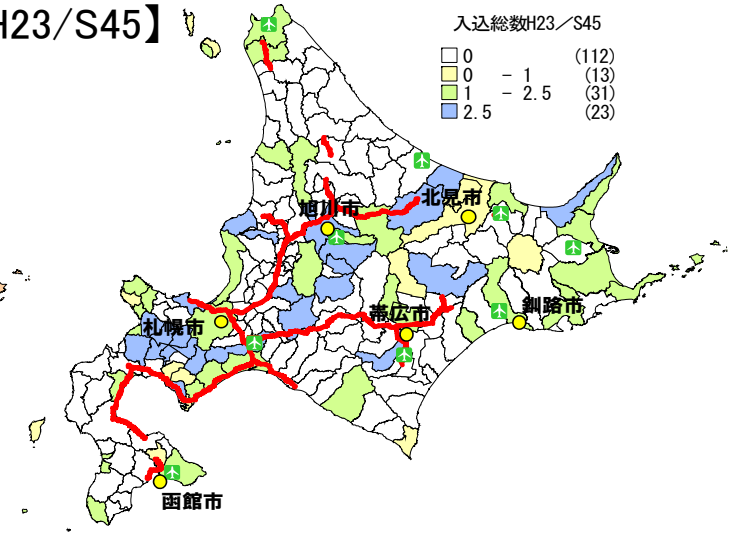 H23/S45】
入込総数H23／S45
0 (112)
0 - 1 (13)
1 - 2.5 (31)
2.5 (23)
北見市
旭川市
釧路市
帯広市
札幌市
函館市